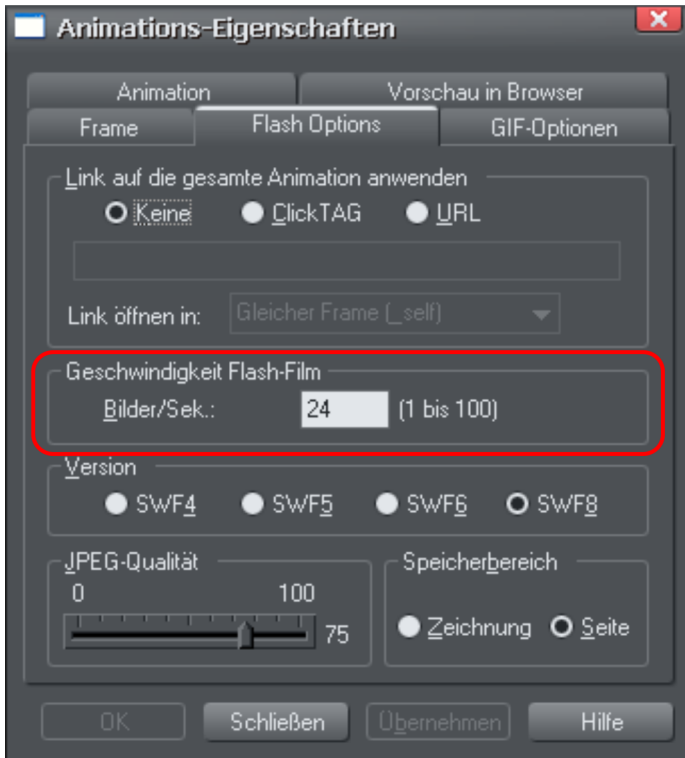 Animations-Eigenschaften
Animation Vorschau in Browser
Frame Flash Options GIF-Optionen
Link auf die gesamte Animation anwenden
Keine ClickTAG URL
Link öffnen in: Gleicher Frame (_self)
Geschwindigkeit Flash-Film
Bilder/Sek.: 24 (1 bis 100)
Version
SWF4 SWF5 SWF6 SWF8
JPEG-Qualität Speicherbereich
0 100
75 Zeichnung Seite
OK Schließen Übernehmen Hilfe